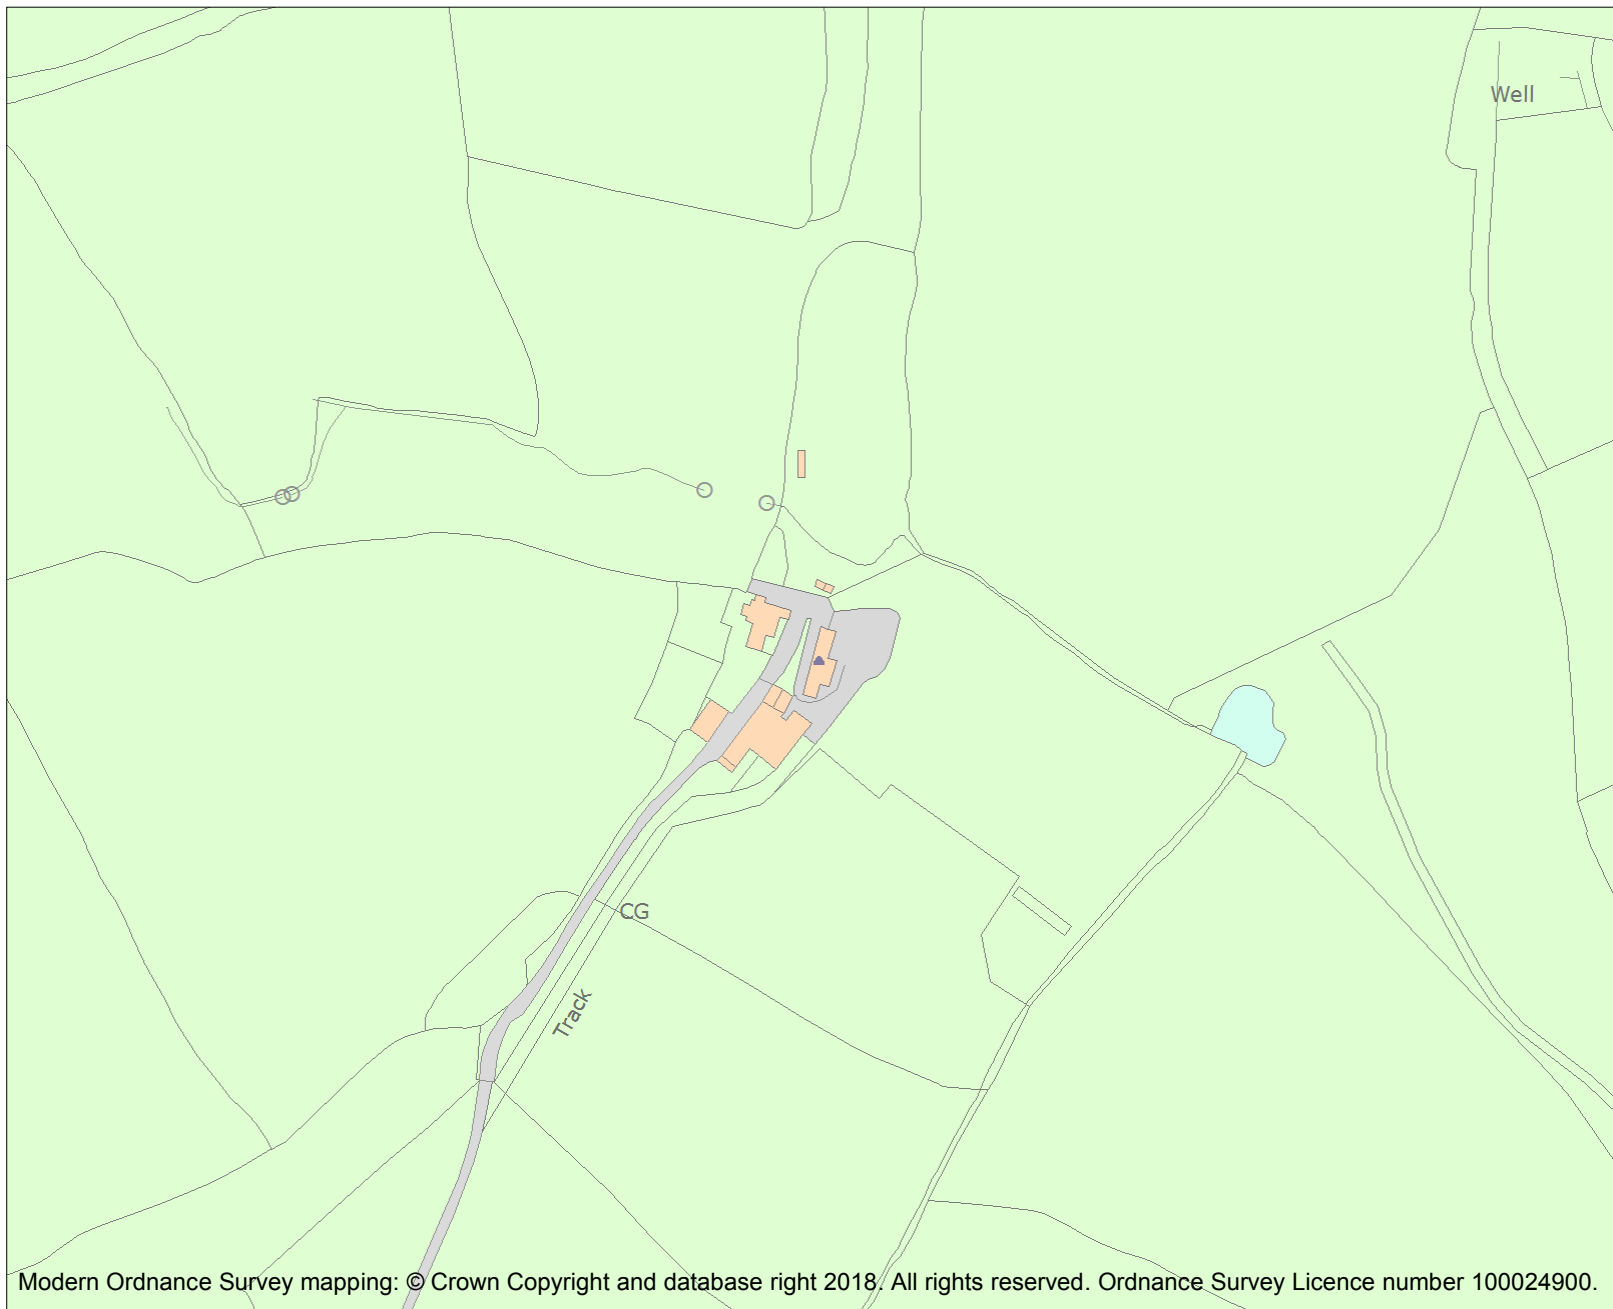 Well
CG
Track
Modern Ordnance Survey mapping: © Crown Copyright and database right 2018. All rights reserved. Ordnance Survey Licence number 100024900.